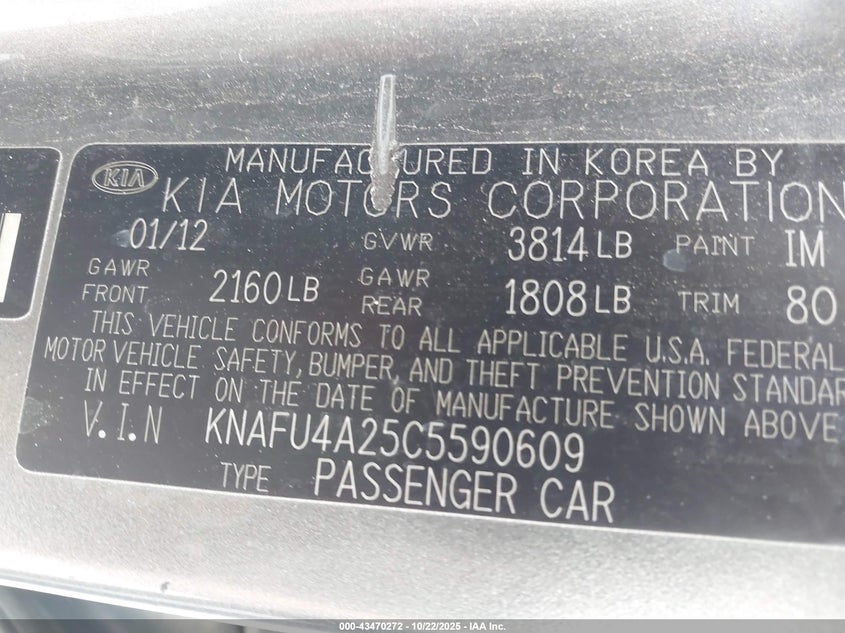 KIA
MANUFACTURED IN KOREA BY
KIA MOTORS CORPORATION
01/12 GVWR 3814 LB PAINT IM
GAWR FRONT 2160 LB GAWR REAR 1808 LB TRIM 80
THIS VEHICLE CONFORMS TO ALL APPLICABLE U.S.A. FEDERAL
MOTOR VEHICLE SAFETY, BUMPER, AND THEFT PREVENTION STANDAR
IN EFFECT ON THE DATE OF MANUFACTURE SHOWN ABOVE
V.I.N KNAFU4A25C5590609
TYPE PASSENGER CAR
000-43470272 | 10/22/2025 | IAA Inc.